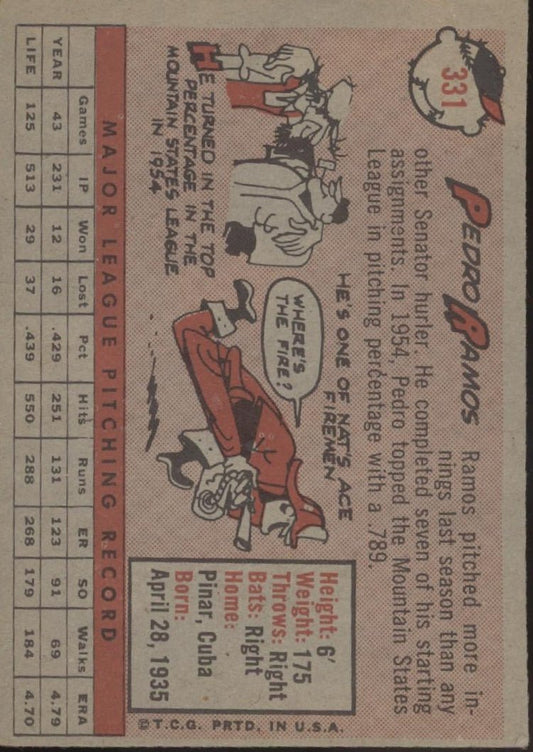 331
PEDRO RAMOS
Ramos pitched more in-
nings last season than any
other Senator hurler. He completed seven of his starting
assignments. In 1954, Pedro topped the Mountain States
League in pitching percentage with a .789.
HE TURNED IN THE TOP
PERCENTAGE IN THE
MOUNTAIN STATES LEAGUE
IN 1954
HE'S ONE OF NAT'S ACE
FIREMEN
WHERE'S
THE FIRE?
Height: 6'
Weight: 175
Throws: Right
Bats: Right
Home:
Pinar, Cuba
Born:
April 28, 1935
MAJOR LEAGUE PITCHING RECORD
Games IP Won Lost Pct Hits Runs ER SO Walks ERA
YEAR 43 231 12 16 .429 251 131 123 91 69 4.79
LIFE 125 513 29 37 .439 550 288 268 179 184 4.70
©T.C.G. PRTD. IN U.S.A.